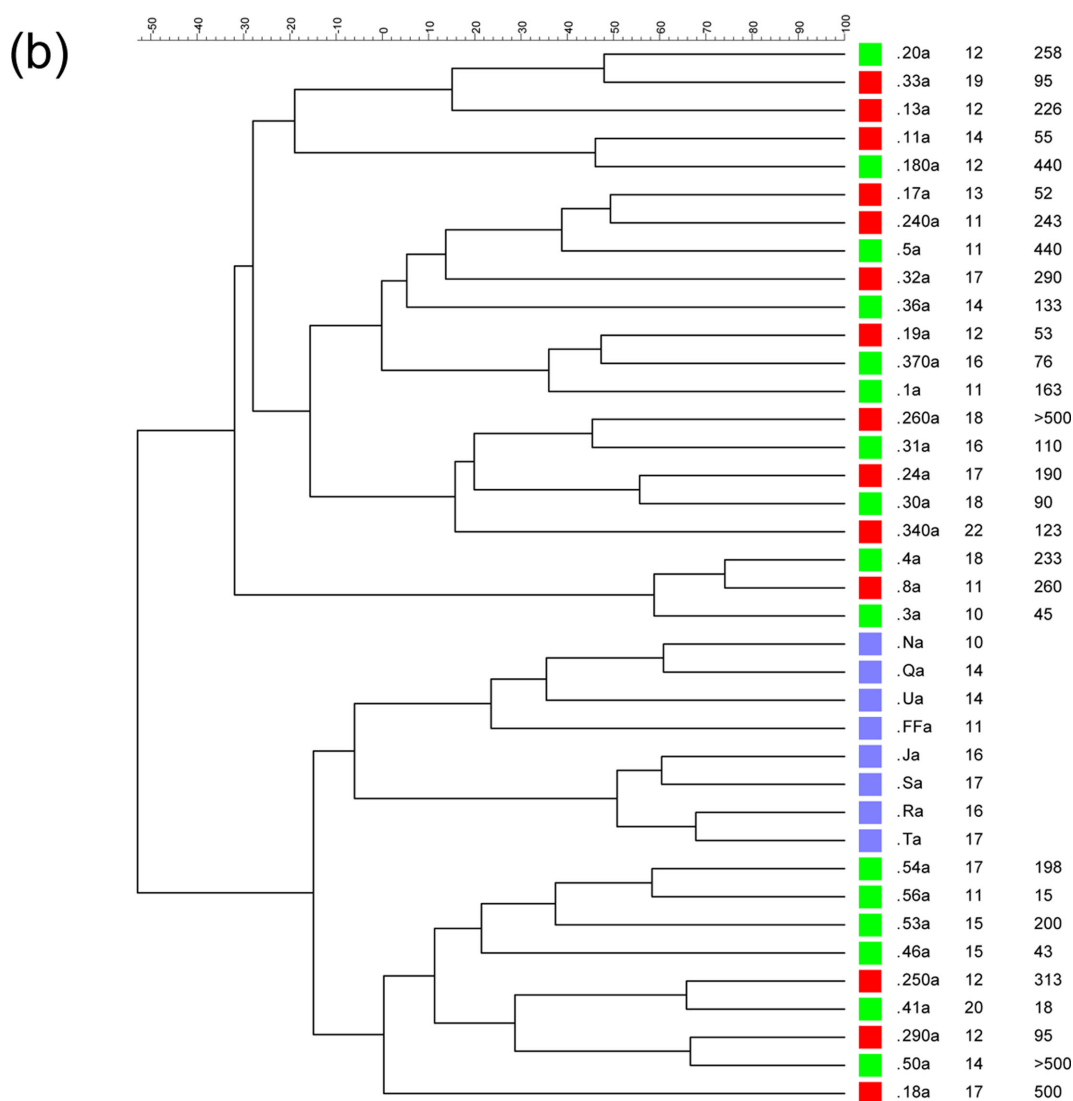 (b)
-50 -40 -30 -20 -10 0 10 20 30 40 50 60 70 80 90 100
.20a 12 258
.33a 19 95
.13a 12 226
.11a 14 55
.180a 12 440
.17a 13 52
.240a 11 243
.5a 11 440
.32a 17 290
.36a 14 133
.19a 12 53
.370a 16 76
.1a 11 163
.260a 18 >500
.31a 16 110
.24a 17 190
.30a 18 90
.340a 22 123
.4a 18 233
.8a 11 260
.3a 10 45
.Na 10
.Qa 14
.Ua 14
.FFa 11
.Ja 16
.Sa 17
.Ra 16
.Ta 17
.54a 17 198
.56a 11 15
.53a 15 200
.46a 15 43
.250a 12 313
.41a 20 18
.290a 12 95
.50a 14 >500
.18a 17 500